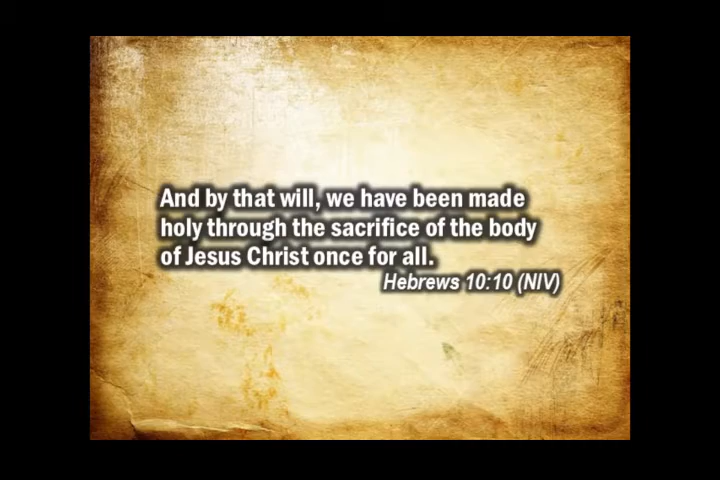 And by that will, we have been made
holy through the sacrifice of the body
of Jesus Christ once for all.
Hebrews 10:10 (NIV)